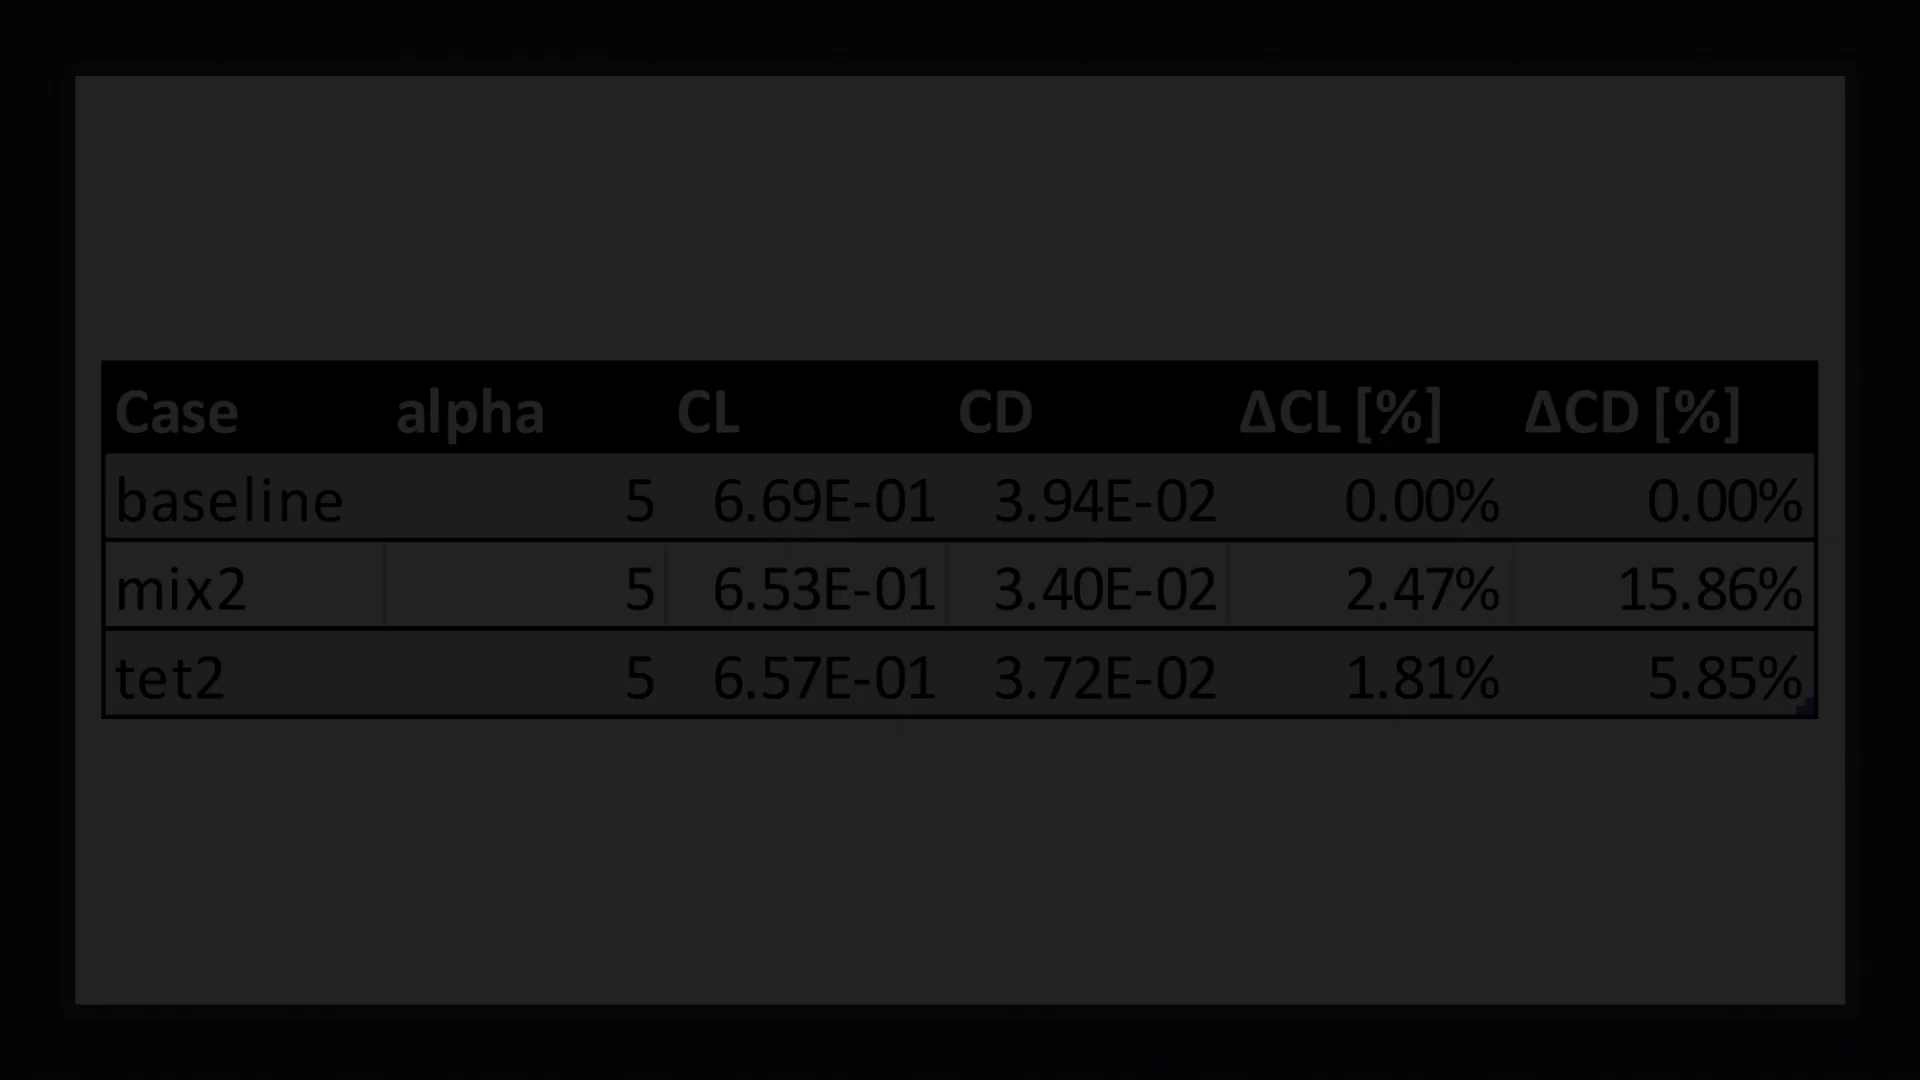 Case alpha CL CD ΔCL [%] ΔCD [%]
baseline 5 6.69E-01 3.94E-02 0.00% 0.00%
mix2 5 6.53E-01 3.40E-02 2.47% 15.86%
tet2 5 6.57E-01 3.72E-02 1.81% 5.85%